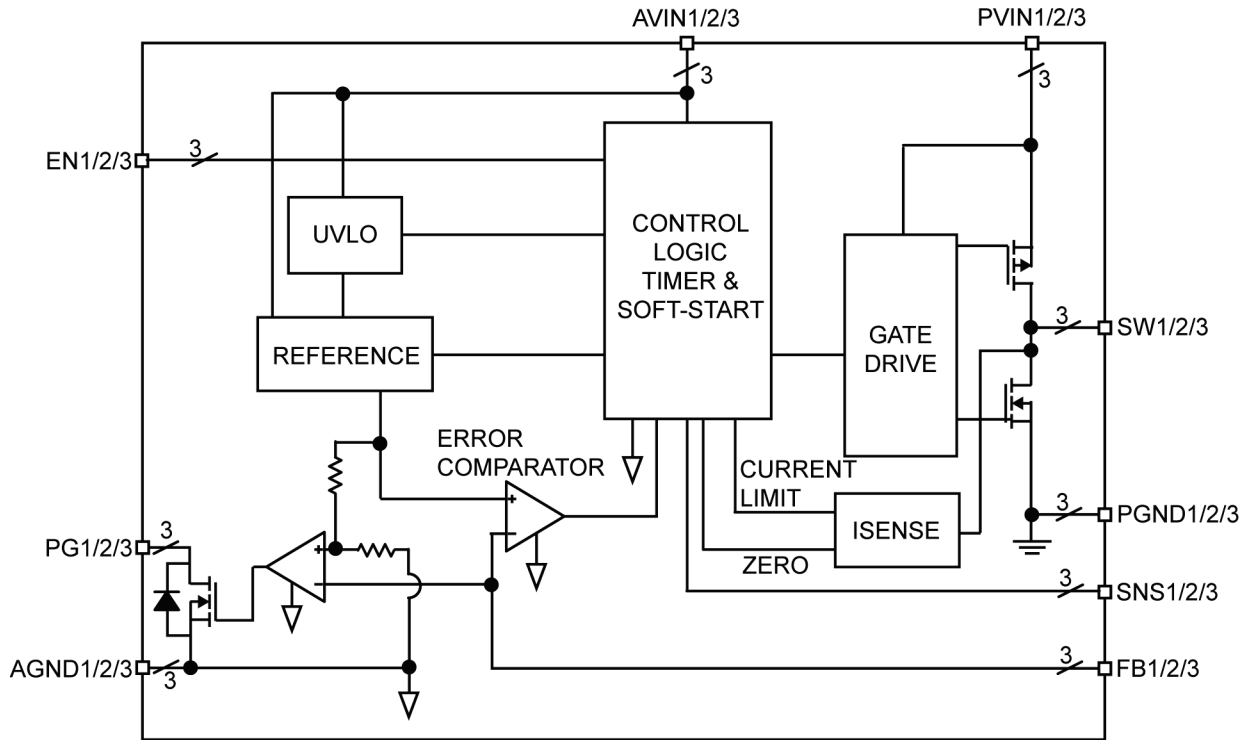 AVIN1/2/3
PVIN1/2/3
3
3
EN1/2/3
3
UVLO
CONTROL
LOGIC
TIMER &
SOFT-START
REFERENCE
GATE
DRIVE
3
SW1/2/3
ERROR
COMPARATOR
+
−
CURRENT
LIMIT
ISENSE
ZERO
3
PGND1/2/3
3
PG1/2/3
+
−
3
SNS1/2/3
AGND1/2/3
3
3
FB1/2/3